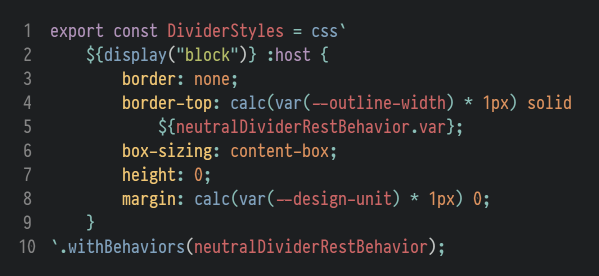 1 export const DividerStyles = css`
2     ${display("block")} :host {
3         border: none;
4         border-top: calc(var(--outline-width) * 1px) solid
5             ${neutralDividerRestBehavior.var};
6         box-sizing: content-box;
7         height: 0;
8         margin: calc(var(--design-unit) * 1px) 0;
9     }
10 `.withBehaviors(neutralDividerRestBehavior);